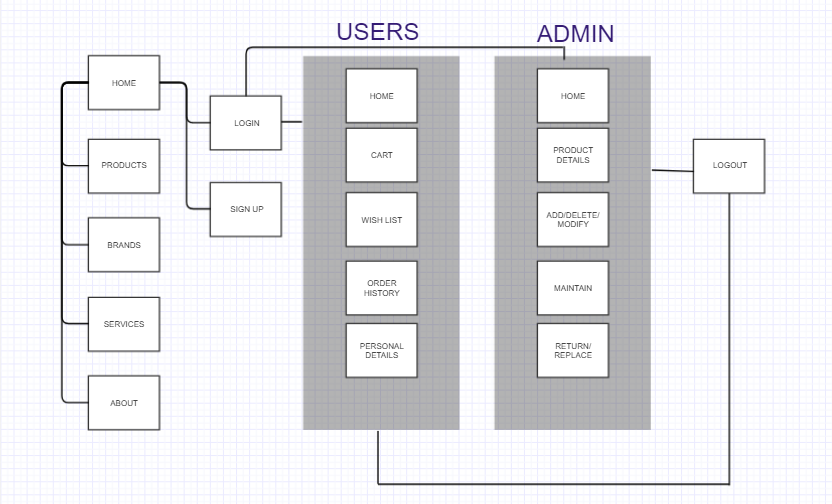 USERS
ADMIN
HOME
PRODUCTS
BRANDS
SERVICES
ABOUT
LOGIN
SIGN UP
HOME
CART
WISH LIST
ORDER
HISTORY
PERSONAL
DETAILS
HOME
PRODUCT
DETAILS
ADD/DELETE/
MODIFY
MAINTAIN
RETURN/
REPLACE
LOGOUT